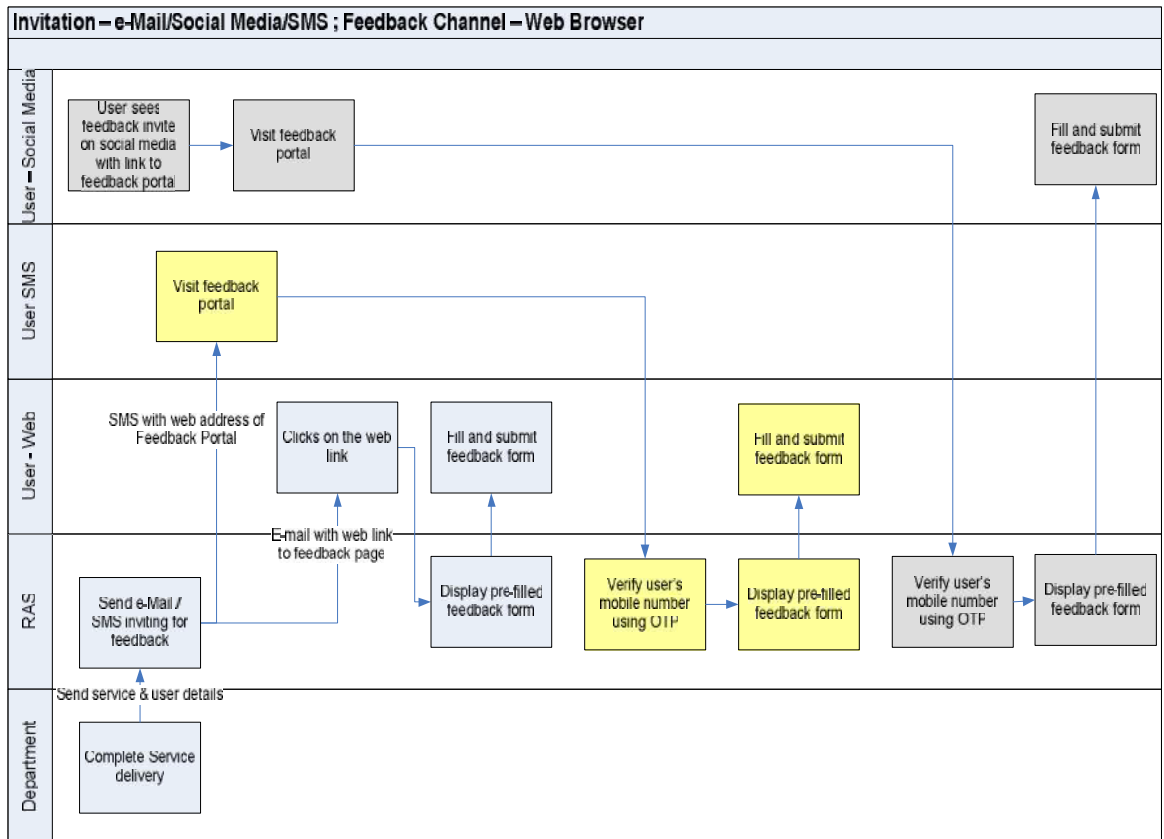 Invitation – e-Mail/Social Media/SMS ; Feedback Channel – Web Browser
User – Social Media
User sees
feedback invite
on social media
with link to
feedback portal
Visit feedback
portal
Fill and submit
feedback form
User SMS
Visit feedback
portal
User - Web
SMS with web address of
Feedback Portal
Clicks on the web
link
Fill and submit
feedback form
Fill and submit
feedback form
E-mail with web link
to feedback page
RAS
Send e-Mail /
SMS inviting for
feedback
Display pre-filled
feedback form
Verify user's
mobile number
using OTP
Display pre-filled
feedback form
Verify user's
mobile number
using OTP
Display pre-filled
feedback form
Send service & user details
Department
Complete Service
delivery